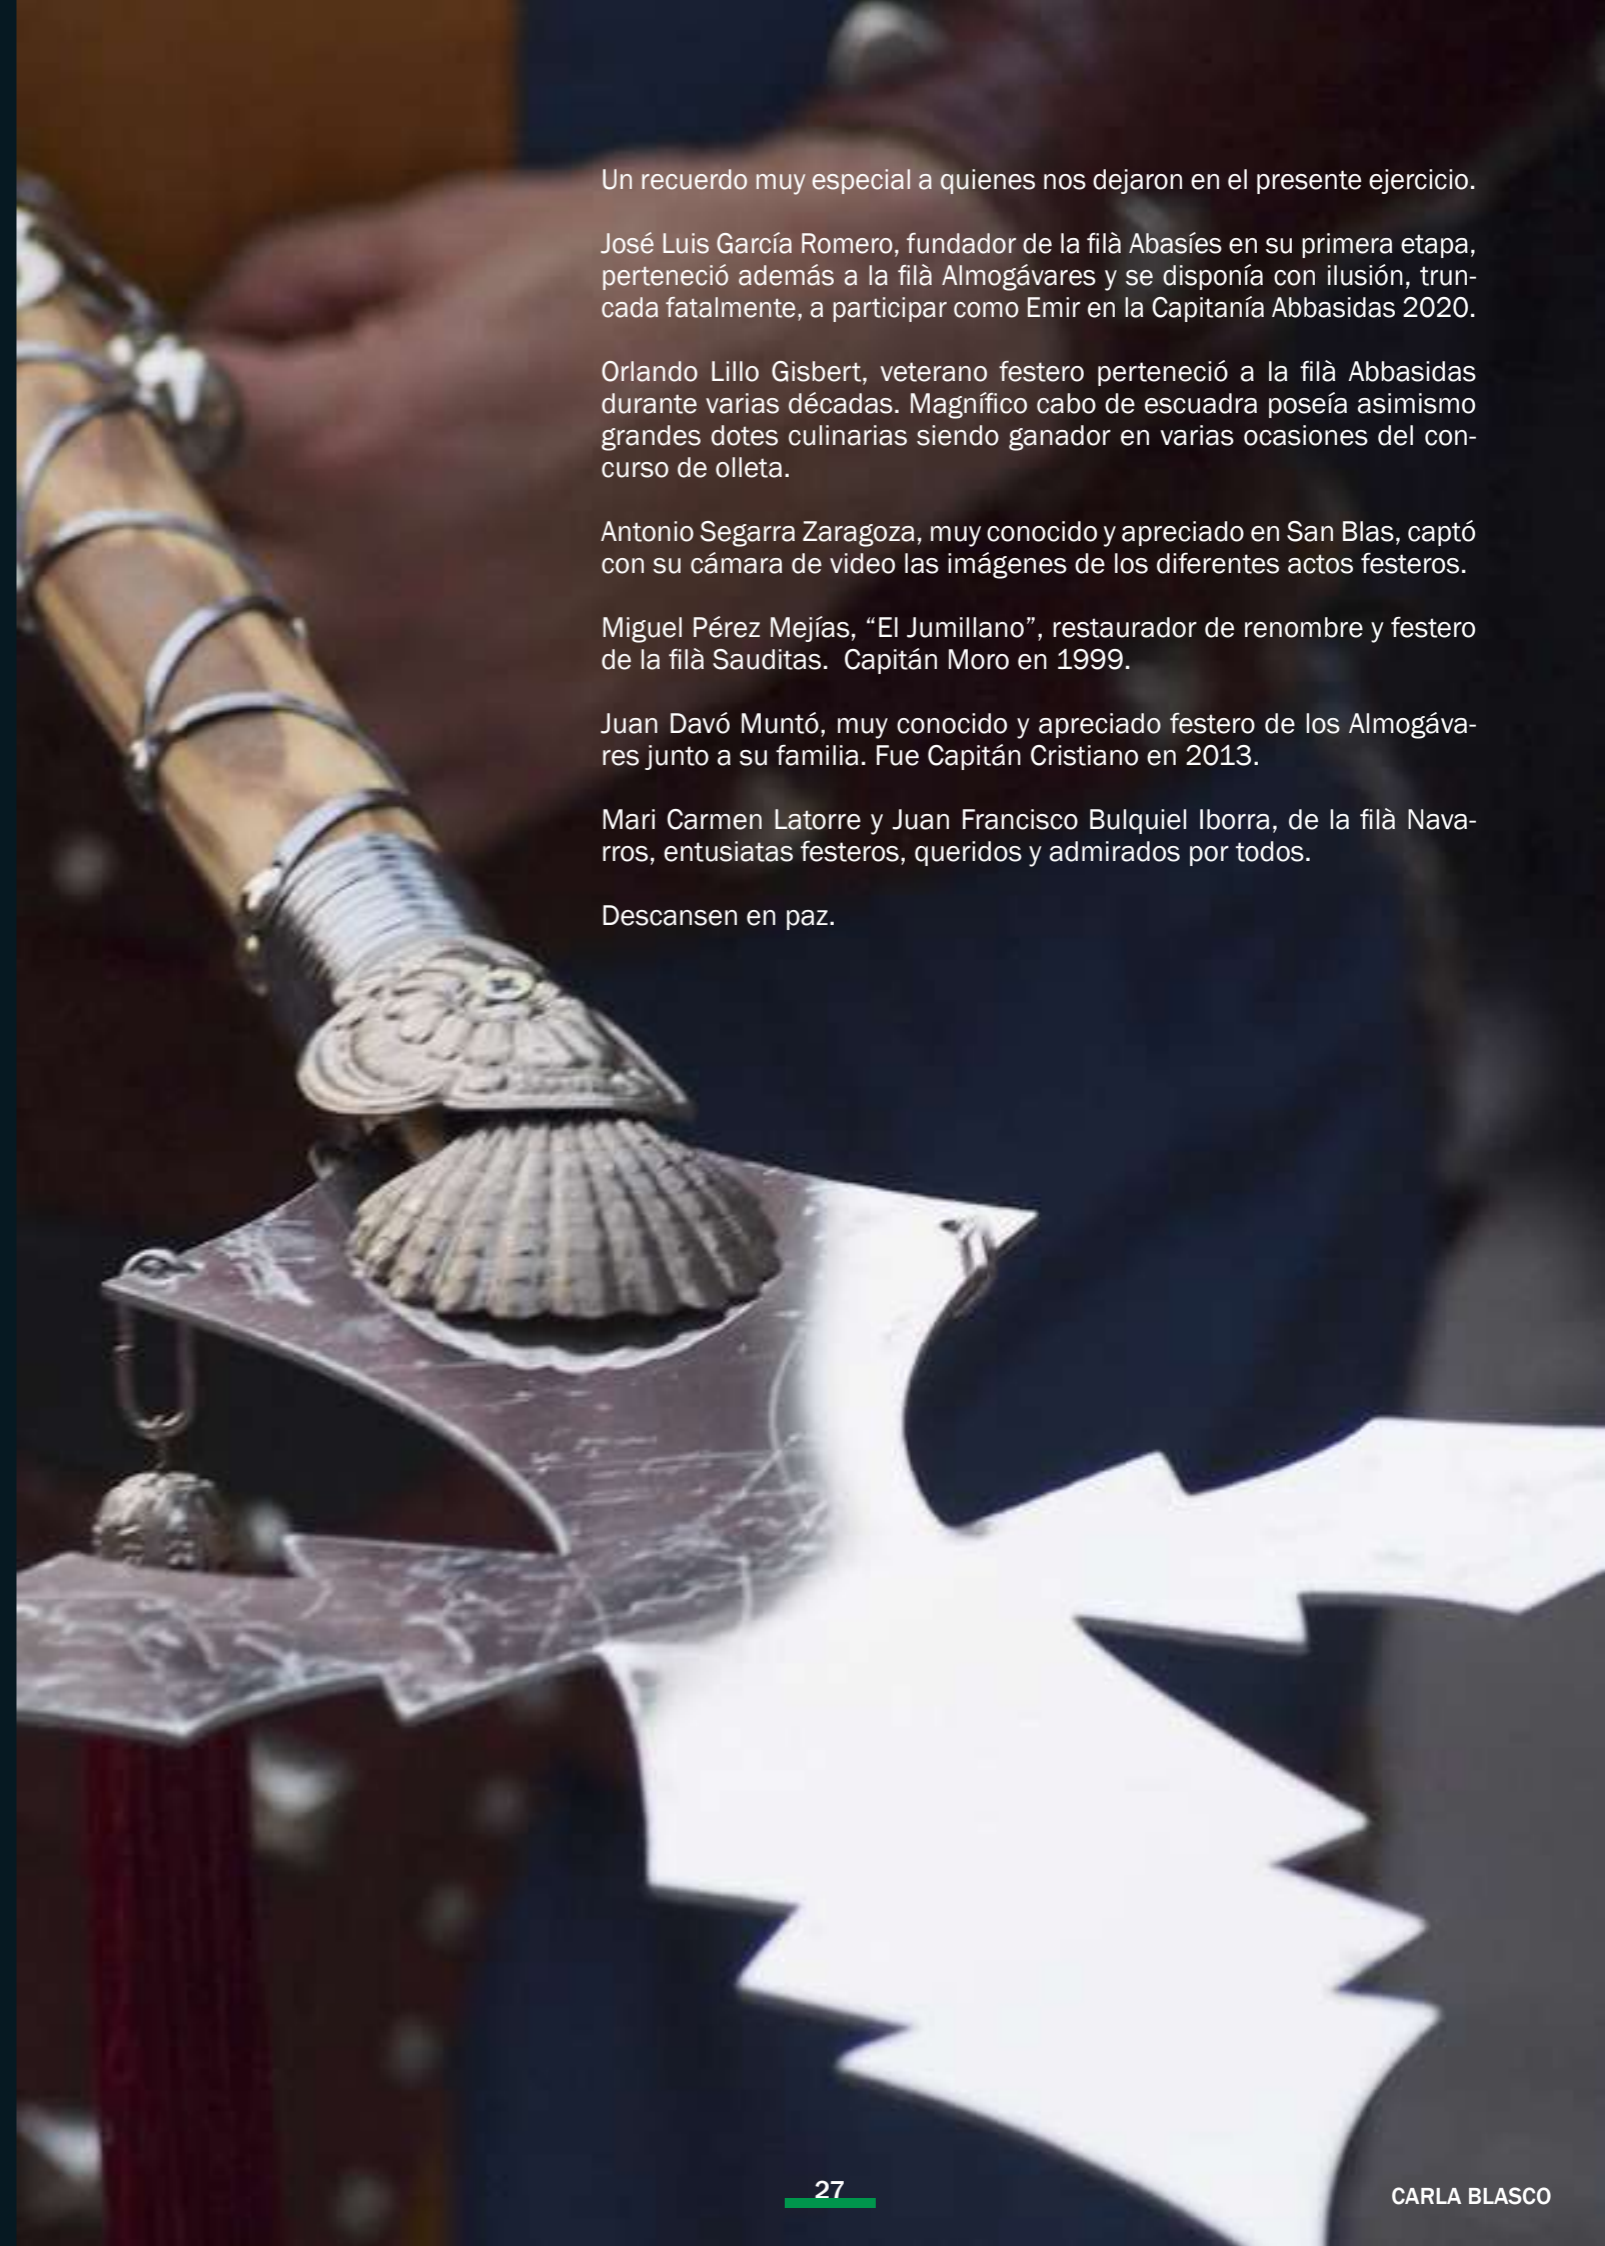 Un recuerdo muy especial a quienes nos dejaron en el presente ejercicio.
José Luis García Romero, fundador de la filà Abasíes en su primera etapa,
perteneció además a la filà Almogávares y se disponía con ilusión, trun-
cada fatalmente, a participar como Emir en la Capitanía Abbasidas 2020.
Orlando Lillo Gisbert, veterano festero perteneció a la filà Abbasidas
durante varias décadas. Magnífico cabo de escuadra poseía asimismo
grandes dotes culinarias siendo ganador en varias ocasiones del con-
curso de olleta.
Antonio Segarra Zaragoza, muy conocido y apreciado en San Blas, captó
con su cámara de video las imágenes de los diferentes actos festeros.
Miguel Pérez Mejías, “El Jumillano”, restaurador de renombre y festero
de la filà Sauditas.  Capitán Moro en 1999.
Juan Davó Muntó, muy conocido y apreciado festero de los Almogáva-
res junto a su familia. Fue Capitán Cristiano en 2013.
Mari Carmen Latorre y Juan Francisco Bulquiel Iborra, de la filà Nava-
rros, entusiatas festeros, queridos y admirados por todos.
Descansen en paz.
27
CARLA BLASCO